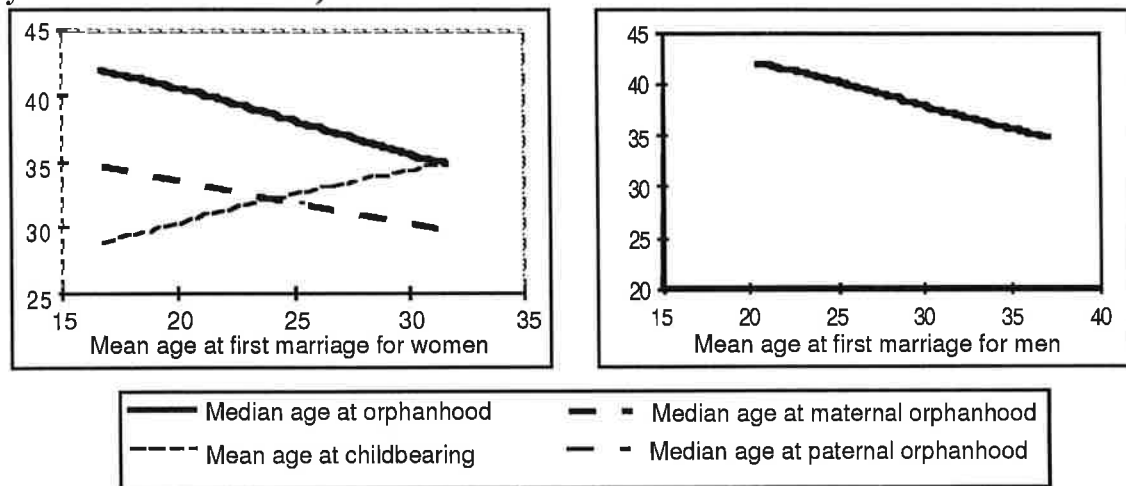 45
40
35
30
25
15 20 25 30 35
Mean age at first marriage for women
45
40
35
30
25
20
15 20 25 30 35 40
Mean age at first marriage for men
Median age at orphanhood
Median age at maternal orphanhood
Mean age at childbearing
Median age at paternal orphanhood